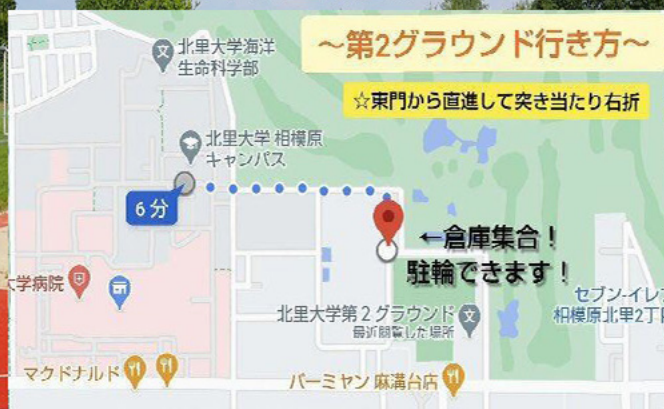 ～第2グラウンド行き方～
☆東門から直進して突き当たり右折
北里大学海洋
生命科学部
北里大学 相模原
キャンパス
6 分
←倉庫集合！
駐輪できます！
大学病院
北里大学第２グラウンド
最近閲覧した場所
セブン-イレブ
相模原北里2丁目
マクドナルド
バーミヤン 麻溝台店